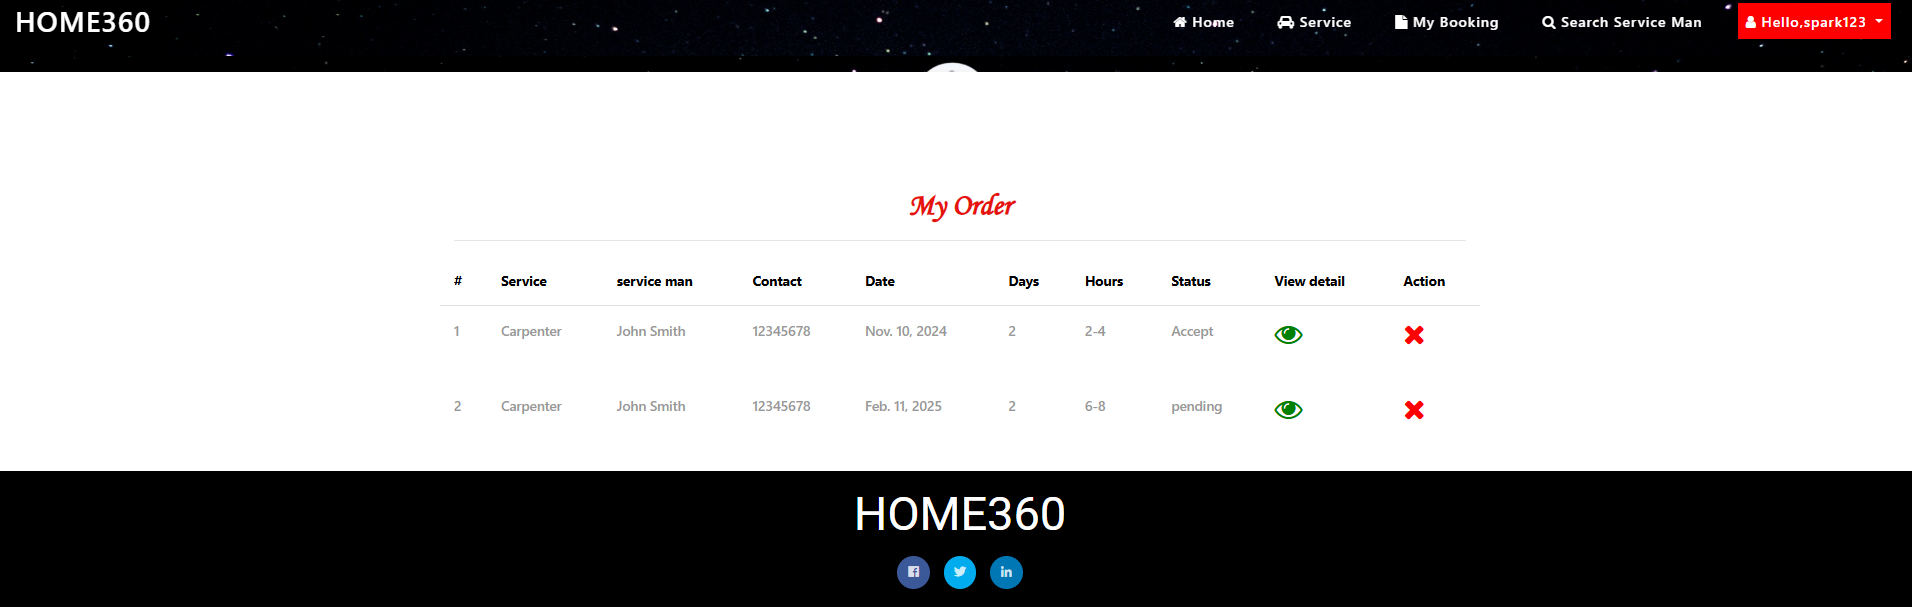 HOME360
Home Service My Booking Search Service Man Hello,spark123
My Order
# Service service man Contact Date Days Hours Status View detail Action
1 Carpenter John Smith 12345678 Nov. 10, 2024 2 2-4 Accept
2 Carpenter John Smith 12345678 Feb. 11, 2025 2 6-8 pending
HOME360